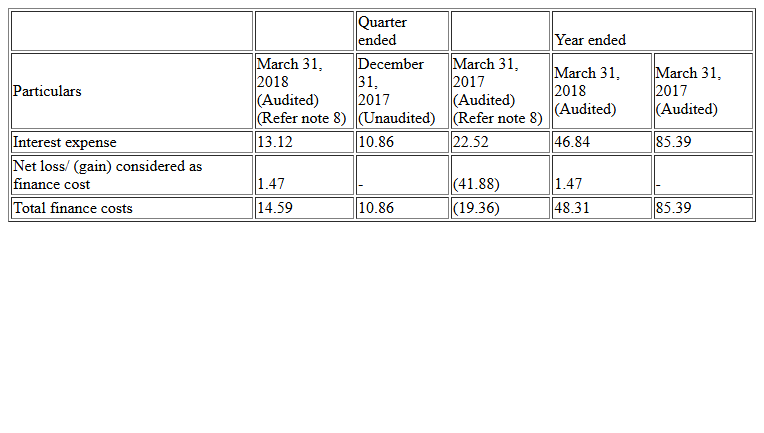 Quarter ended Year ended
Particulars March 31, 2018 (Audited) (Refer note 8) December 31, 2017 (Unaudited) March 31, 2017 (Audited) (Refer note 8) March 31, 2018 (Audited) March 31, 2017 (Audited)
Interest expense 13.12 10.86 22.52 46.84 85.39
Net loss/ (gain) considered as finance cost 1.47 - (41.88) 1.47 -
Total finance costs 14.59 10.86 (19.36) 48.31 85.39